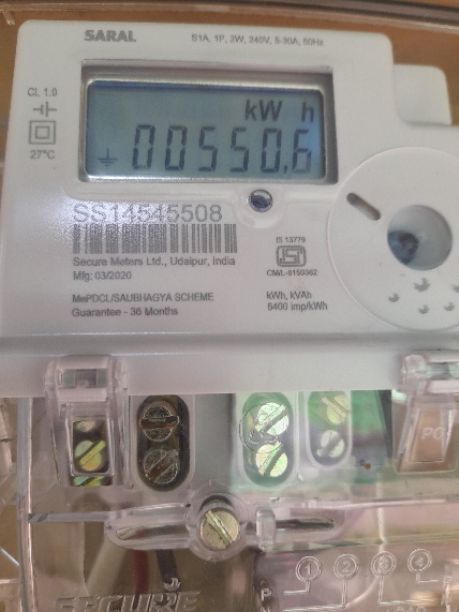 SARAL
S1A, 1P, 2W, 240V, 5-30A, 50Hz
CL 1.0
27°C
kW h
00550.6
SS14545508
Secure Meters Ltd., Udaipur, India
Mfg: 03/2020
IS 13779
CM/L-8150362
MePDCL/SAUBHAGYA SCHEME
Guarantee - 36 Months
kWh, kVAh
6400 imp/kWh
P
1 2 3 4
SECURE